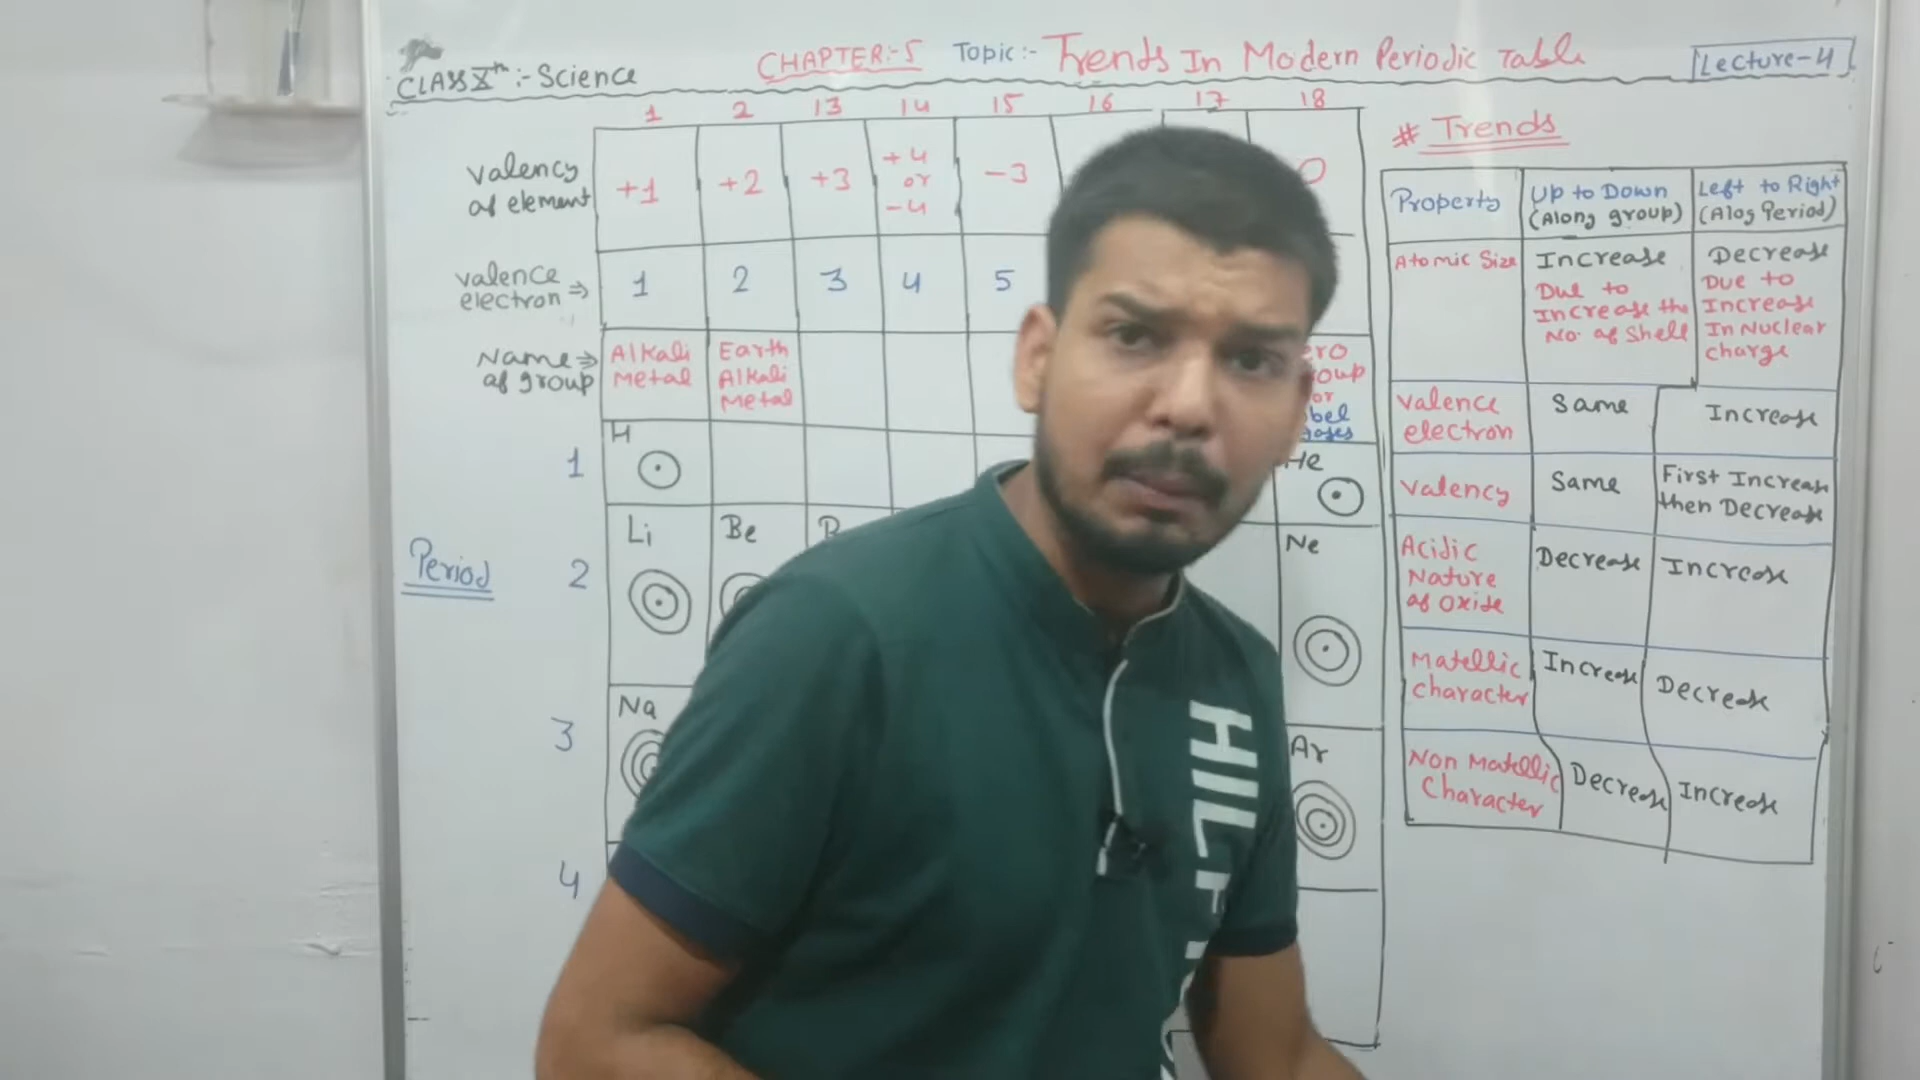 CLASS Xth :- Science
CHAPTER:-5 Topic:- Trends In Modern Periodic Table
Lecture-4
1 2 13 14 15 16 17 18
Valency
of element
+1 +2 +3 +4
or
-4
-3 0
Valence
electron ⇒
1 2 3 4 5
Name ⇒
of group
Alkali
Metal
Earth
Alkali
Metal
or
1 H He
Period
2 Li Be Ne
3 Na Ar
4
# Trends
Property Up to Down
(Along group)
Left to Right
(Alog Period)
Atomic Size Increase
Due to
Increase the
No. of Shell
Decrease
Due to
Increase
In Nuclear
charge
Valence
electron
Same Increase
Valency Same First Increase
then Decrease
Acidic
Nature
of Oxide
Decrease Increase
Matellic
character
Increase Decrease
Non Matellic
Character
Decrease Increase